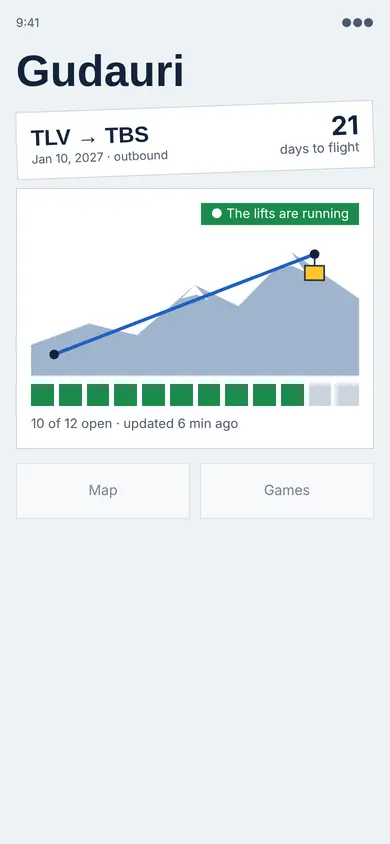 9:41
Gudauri
TLV → TBS
Jan 10, 2027 · outbound
21
days to flight
The lifts are running
10 of 12 open · updated 6 min ago
Map
Games